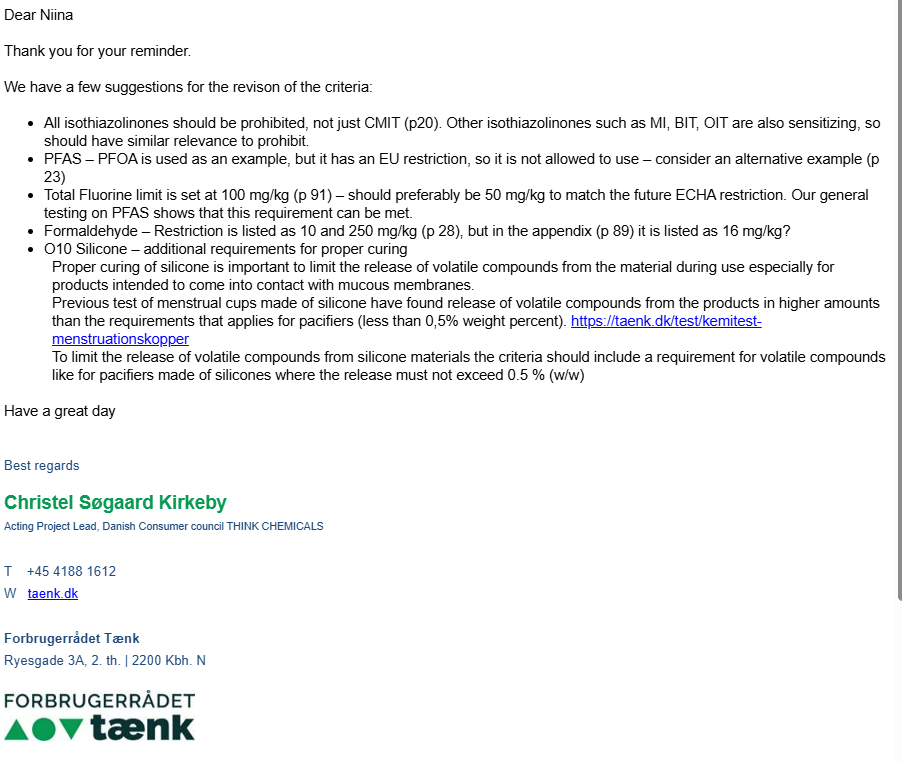 Dear Niina
Thank you for your reminder.
We have a few suggestions for the revison of the criteria:
• All isothiazolinones should be prohibited, not just CMIT (p20). Other isothiazolinones such as MI, BIT, OIT are also sensitizing, so
should have similar relevance to prohibit.
• PFAS – PFOA is used as an example, but it has an EU restriction, so it is not allowed to use – consider an alternative example (p
23)
• Total Fluorine limit is set at 100 mg/kg (p 91) – should preferably be 50 mg/kg to match the future ECHA restriction. Our general
testing on PFAS shows that this requirement can be met.
• Formaldehyde – Restriction is listed as 10 and 250 mg/kg (p 28), but in the appendix (p 89) it is listed as 16 mg/kg?
• O10 Silicone – additional requirements for proper curing
Proper curing of silicone is important to limit the release of volatile compounds from the material during use especially for
products intended to come into contact with mucous membranes.
Previous test of menstrual cups made of silicone have found release of volatile compounds from the products in higher amounts
than the requirements that applies for pacifiers (less than 0,5% weight percent). https://taenk.dk/test/kemitest-
menstruationskopper
To limit the release of volatile compounds from silicone materials the criteria should include a requirement for volatile compounds
like for pacifiers made of silicones where the release must not exceed 0.5 % (w/w)
Have a great day
Best regards
Christel Søgaard Kirkeby
Acting Project Lead, Danish Consumer council THINK CHEMICALS
T +45 4188 1612
W taenk.dk
Forbrugerrådet Tænk
Ryesgade 3A, 2. th. | 2200 Kbh. N
FORBRUGERRÅDET
tænk